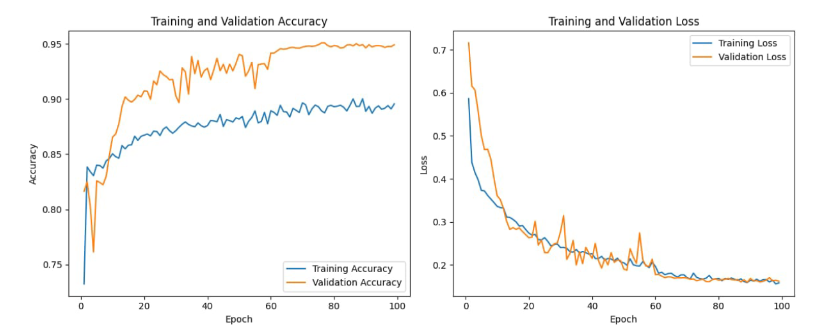 Training and Validation Accuracy
0.95
0.90
0.85
0.80
0.75
Accuracy
Training Accuracy
Validation Accuracy
0 20 40 60 80 100
Epoch
Training and Validation Loss
0.7
0.6
0.5
0.4
0.3
0.2
Loss
Training Loss
Validation Loss
0 20 40 60 80 100
Epoch